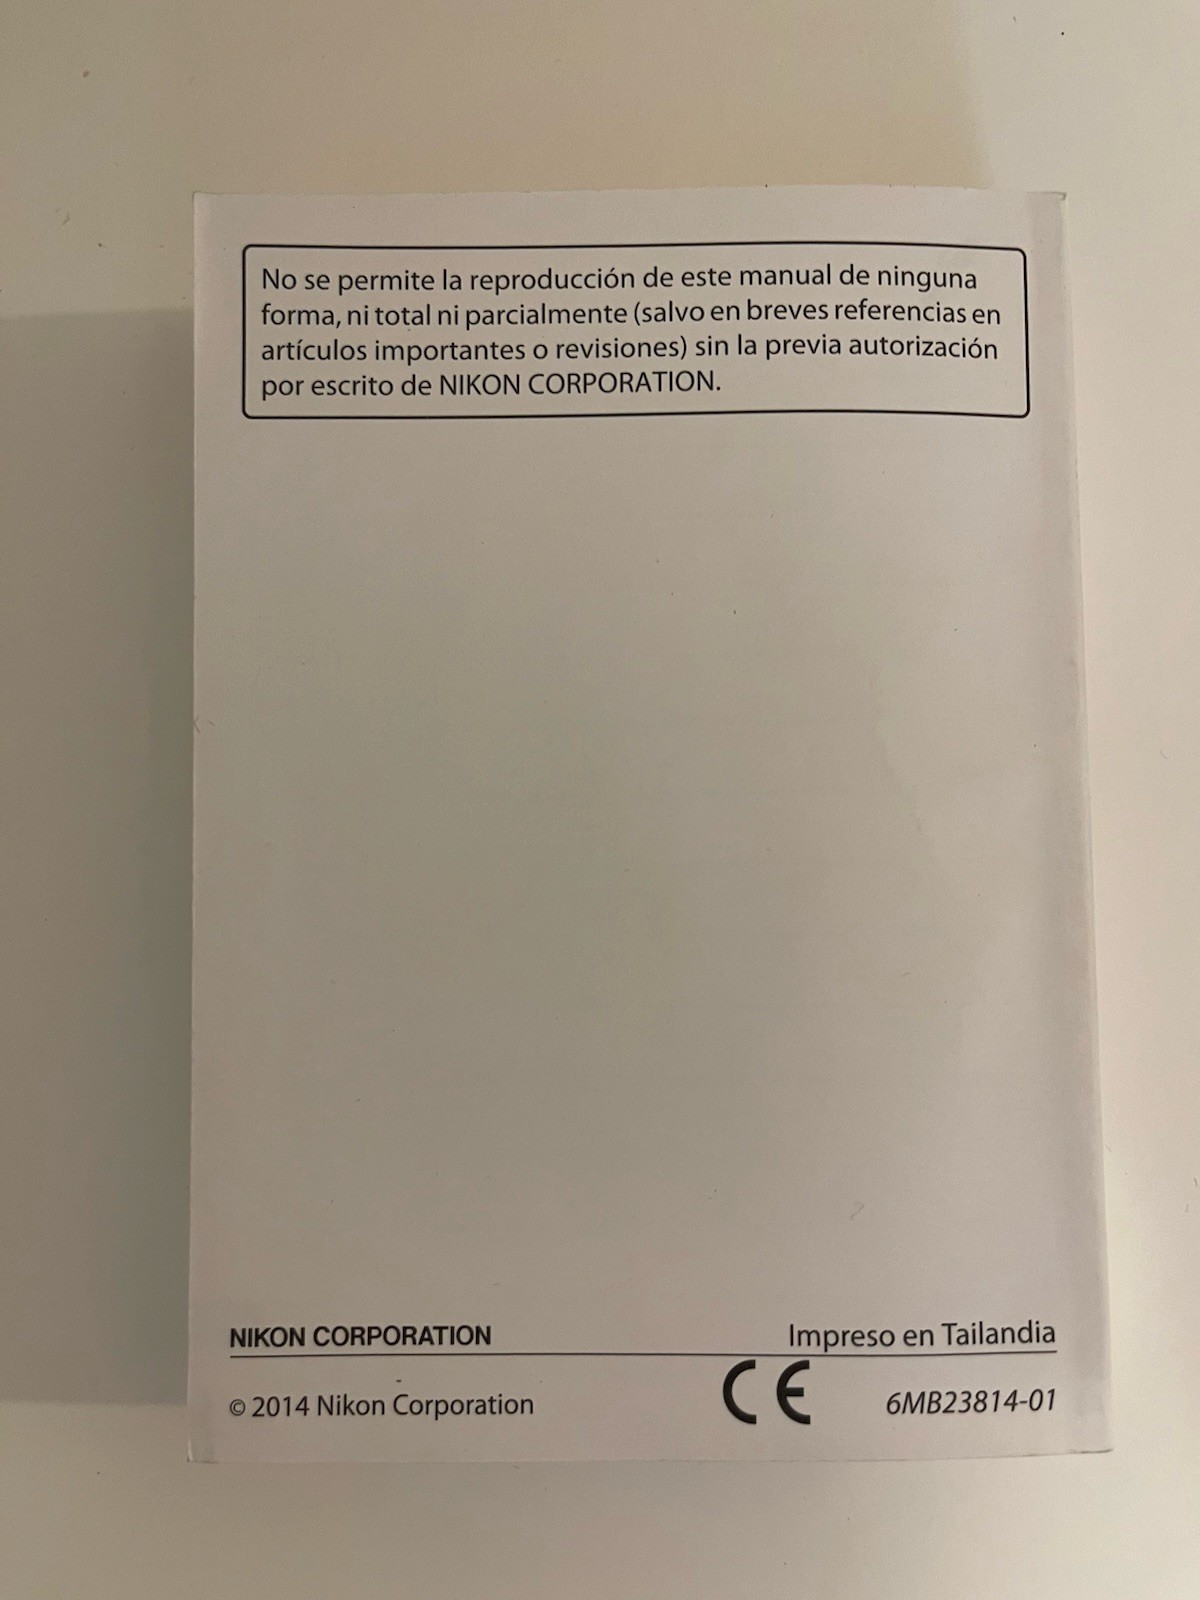 No se permite la reproducción de este manual de ninguna
forma, ni total ni parcialmente (salvo en breves referencias en
artículos importantes o revisiones) sin la previa autorización
por escrito de NIKON CORPORATION.
NIKON CORPORATION
Impreso en Tailandia
© 2014 Nikon Corporation
CE
6MB23814-01